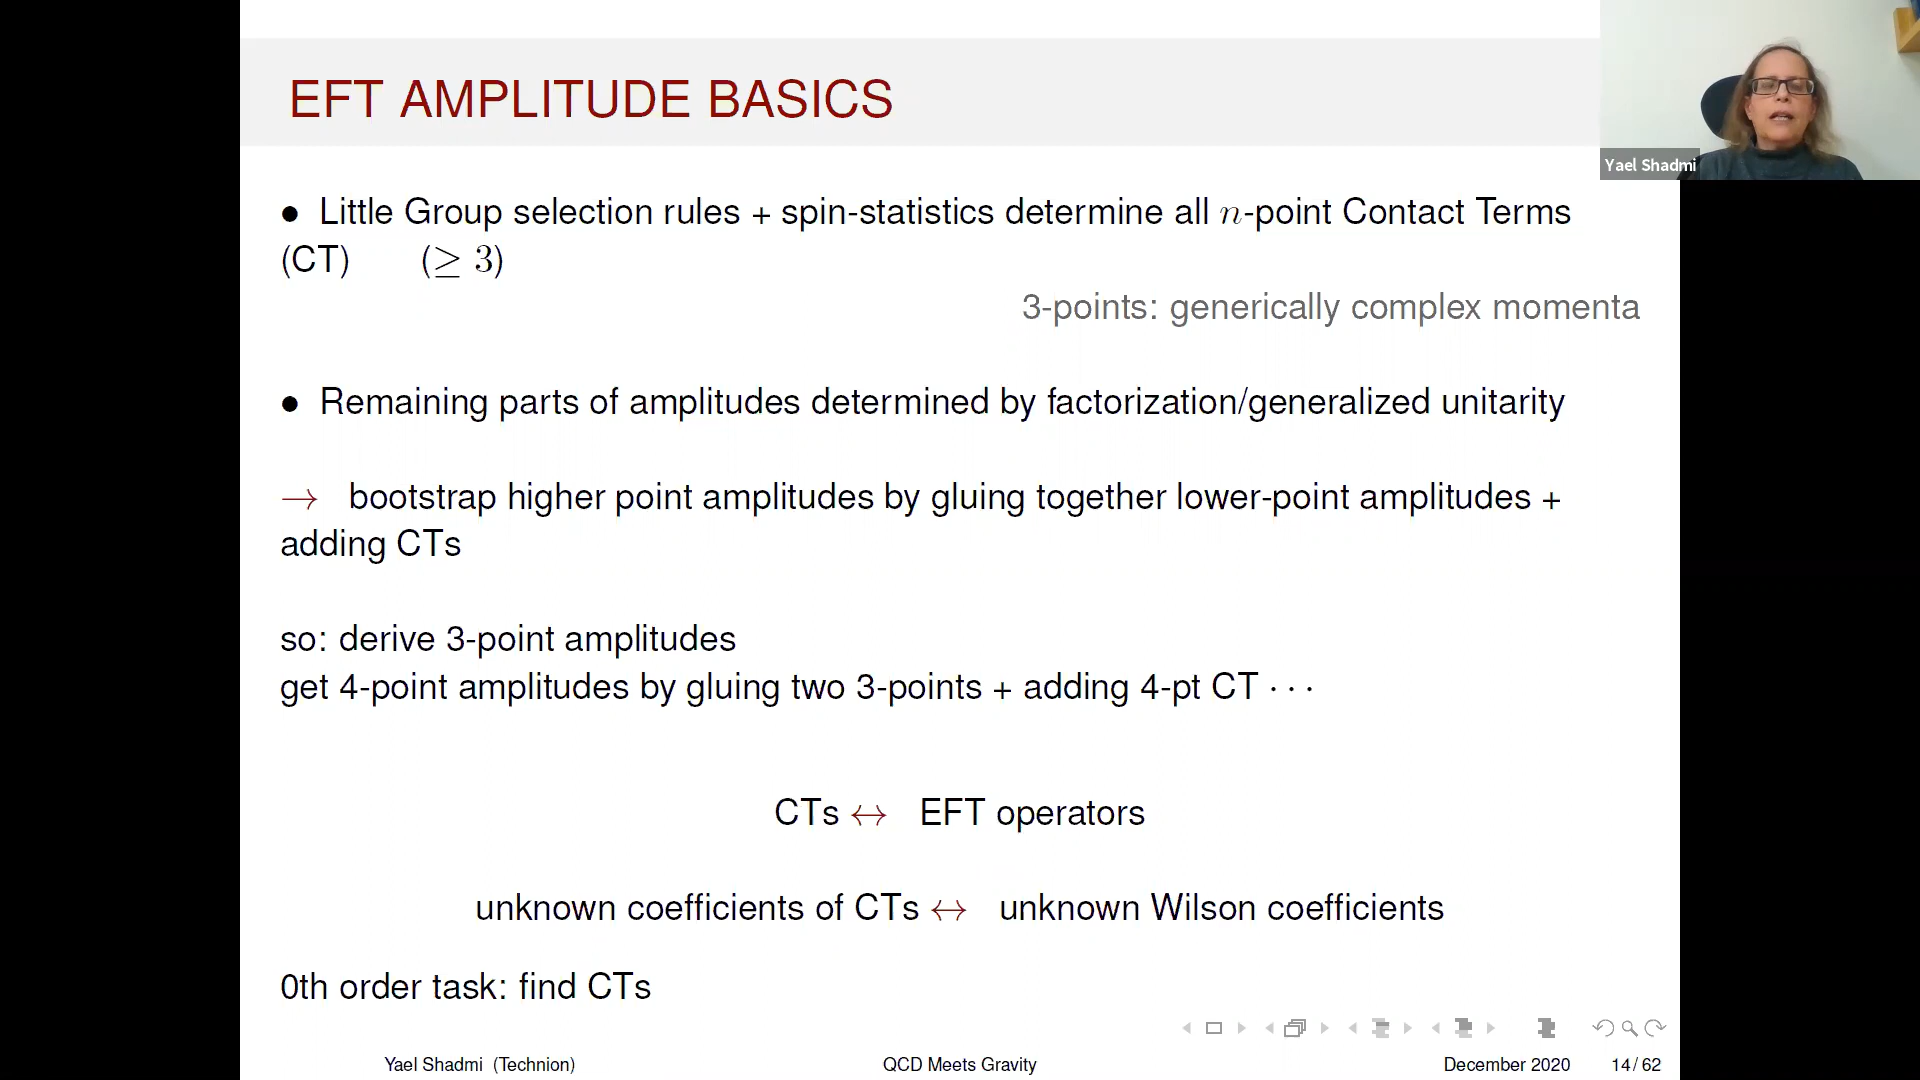 EFT AMPLITUDE BASICS
Yael Shadmi
• Little Group selection rules + spin-statistics determine all n-point Contact Terms
(CT) (≥ 3)
3-points: generically complex momenta
• Remaining parts of amplitudes determined by factorization/generalized unitarity
→ bootstrap higher point amplitudes by gluing together lower-point amplitudes +
adding CTs
so: derive 3-point amplitudes
get 4-point amplitudes by gluing two 3-points + adding 4-pt CT ···
CTs ↔ EFT operators
unknown coefficients of CTs ↔ unknown Wilson coefficients
0th order task: find CTs
Yael Shadmi (Technion) QCD Meets Gravity December 2020 14/62